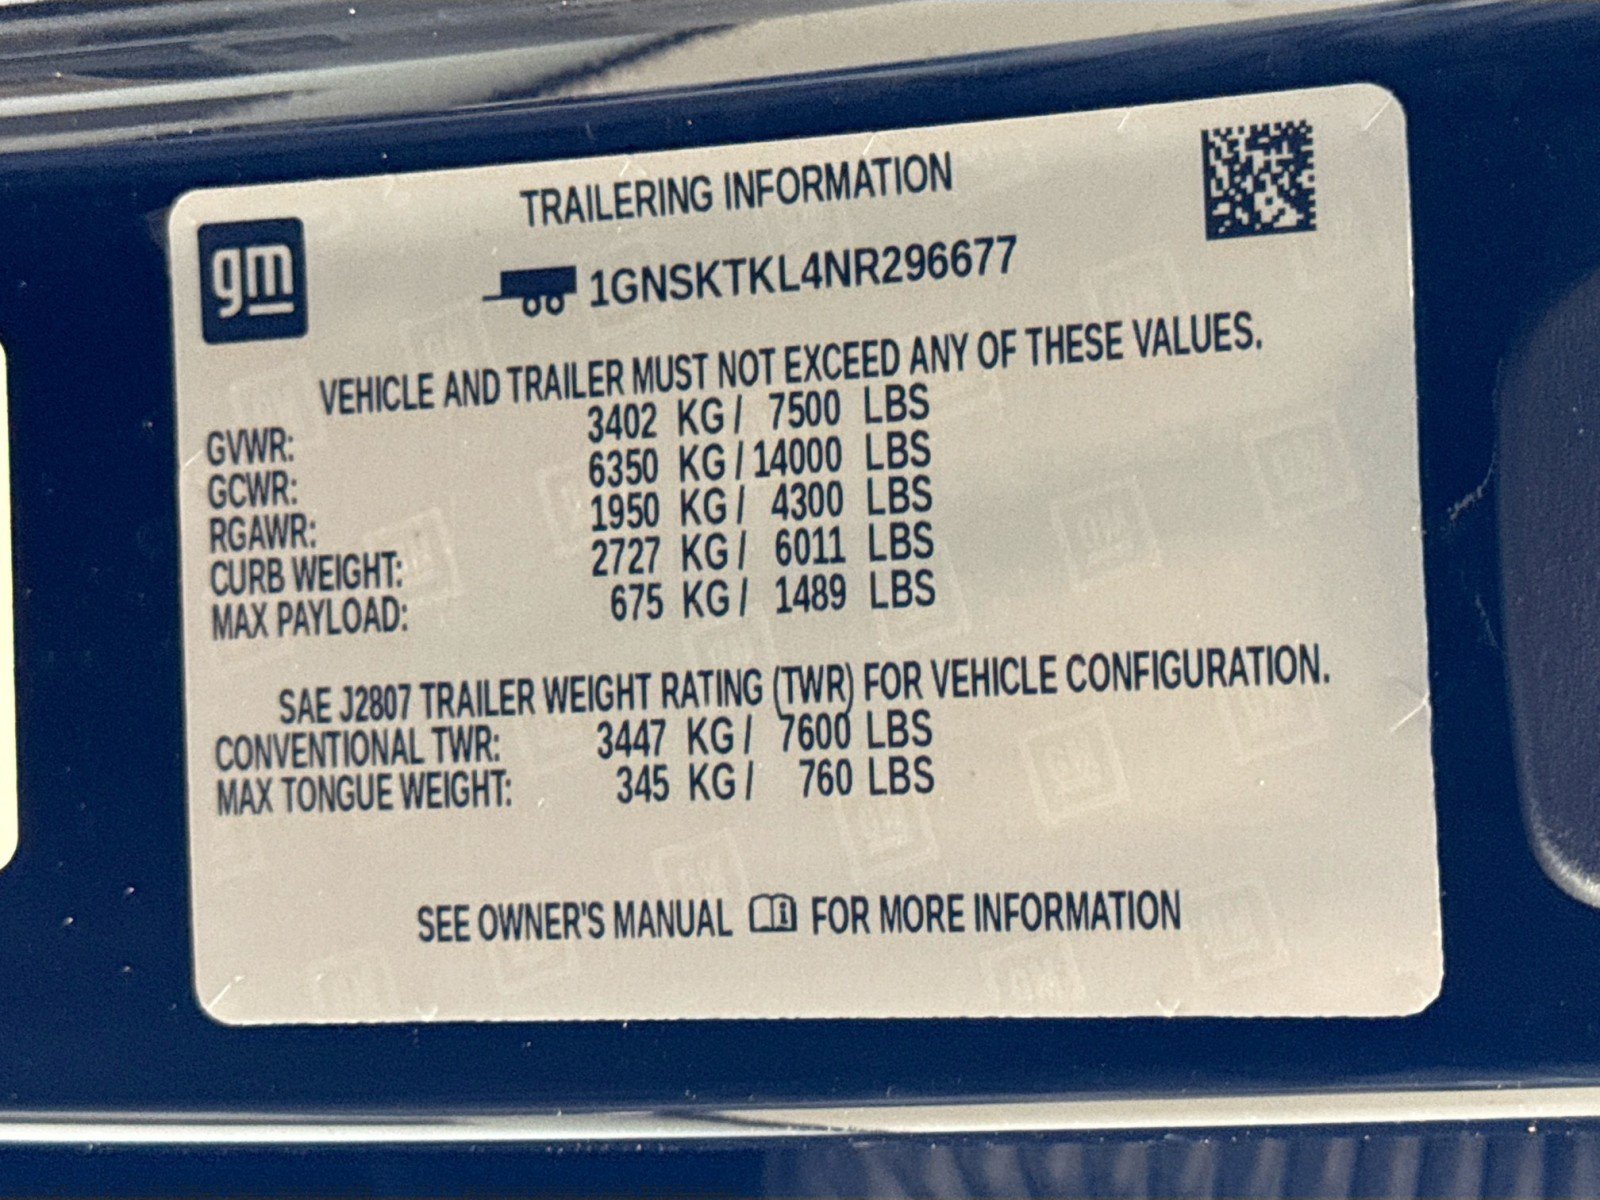 TRAILERING INFORMATION
gm
1GNSKTKL4NR296677
VEHICLE AND TRAILER MUST NOT EXCEED ANY OF THESE VALUES.
GVWR: 3402 KG / 7500 LBS
GCWR: 6350 KG / 14000 LBS
RGAWR: 1950 KG / 4300 LBS
CURB WEIGHT: 2727 KG / 6011 LBS
MAX PAYLOAD: 675 KG / 1489 LBS
SAE J2807 TRAILER WEIGHT RATING (TWR) FOR VEHICLE CONFIGURATION.
CONVENTIONAL TWR: 3447 KG / 7600 LBS
MAX TONGUE WEIGHT: 345 KG / 760 LBS
SEE OWNER'S MANUAL FOR MORE INFORMATION